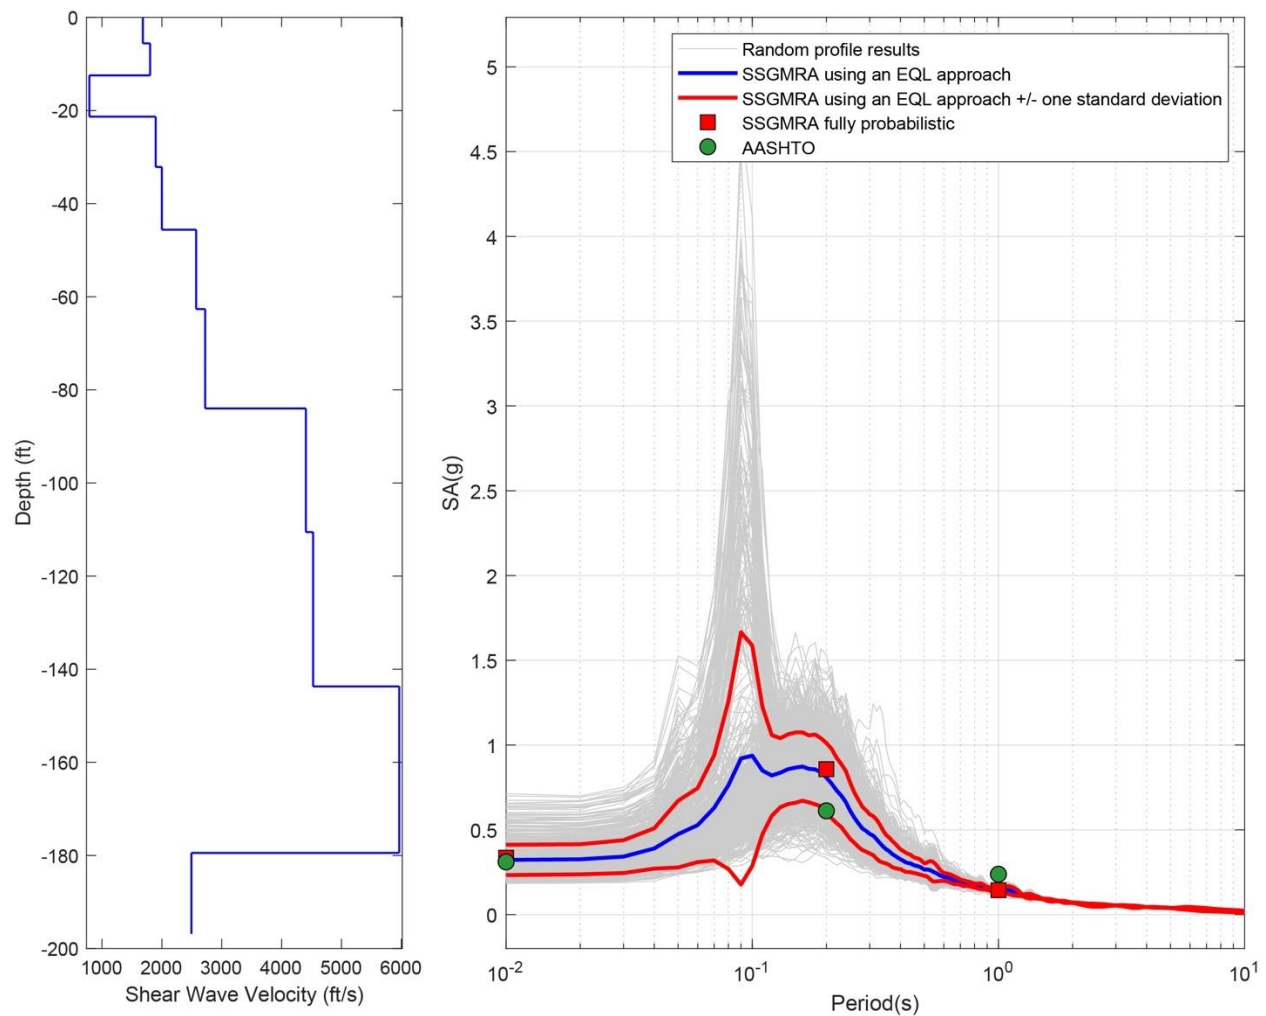 0
-20
-40
-60
-80
-100
-120
-140
-160
-180
-200
Depth (ft)
1000 2000 3000 4000 5000 6000
Shear Wave Velocity (ft/s)
Random profile results
SSGMRA using an EQL approach
SSGMRA using an EQL approach +/- one standard deviation
SSGMRA fully probabilistic
AASHTO
5
4.5
4
3.5
3
2.5
2
1.5
1
0.5
0
SA(g)
10⁻² 10⁻¹ 10⁰ 10¹
Period(s)